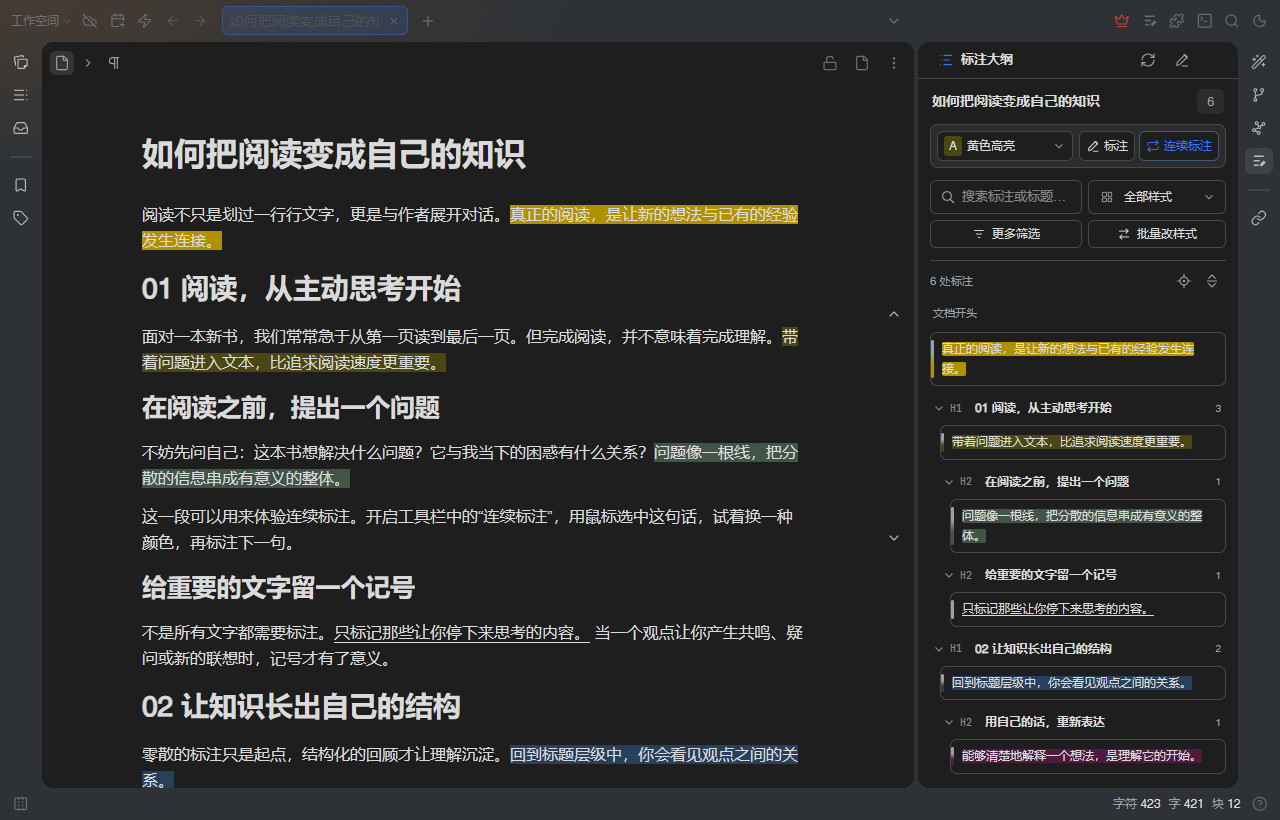 工作空间
如何把阅读变成自己的知
标注大纲
如何把阅读变成自己的知识
6
A 黄色高亮
标注
连续标注
搜索标注或标题...
全部样式
更多筛选
批量改样式
6 处标注
文档开头
真正的阅读，是让新的想法与已有的经验发生连
接。
H1 01 阅读，从主动思考开始 3
带着问题进入文本，比追求阅读速度更重要。
H2 在阅读之前，提出一个问题 1
问题像一根线，把分散的信息串成有意义的整
体。
H2 给重要的文字留一个记号 1
只标记那些让你停下来思考的内容。
H1 02 让知识长出自己的结构 2
回到标题层级中，你会看见观点之间的关系。
H2 用自己的话，重新表达 1
能够清楚地解释一个想法，是理解它的开始。
如何把阅读变成自己的知识
阅读不只是划过一行行文字，更是与作者展开对话。真正的阅读，是让新的想法与已有的经验
发生连接。
01 阅读，从主动思考开始
面对一本新书，我们常常急于从第一页读到最后一页。但完成阅读，并不意味着完成理解。带
着问题进入文本，比追求阅读速度更重要。
在阅读之前，提出一个问题
不妨先问自己：这本书想解决什么问题？它与我当下的困惑有什么关系？问题像一根线，把分
散的信息串成有意义的整体。
这一段可以用来体验连续标注。开启工具栏中的“连续标注”，用鼠标选中这句话，试着换一种
颜色，再标注下一句。
给重要的文字留一个记号
不是所有文字都需要标注。只标记那些让你停下来思考的内容。当一个观点让你产生共鸣、疑
问或新的联想时，记号才有了意义。
02 让知识长出自己的结构
零散的标注只是起点，结构化的回顾才让理解沉淀。回到标题层级中，你会看见观点之间的关
系。
字符 423 字 421 块 12